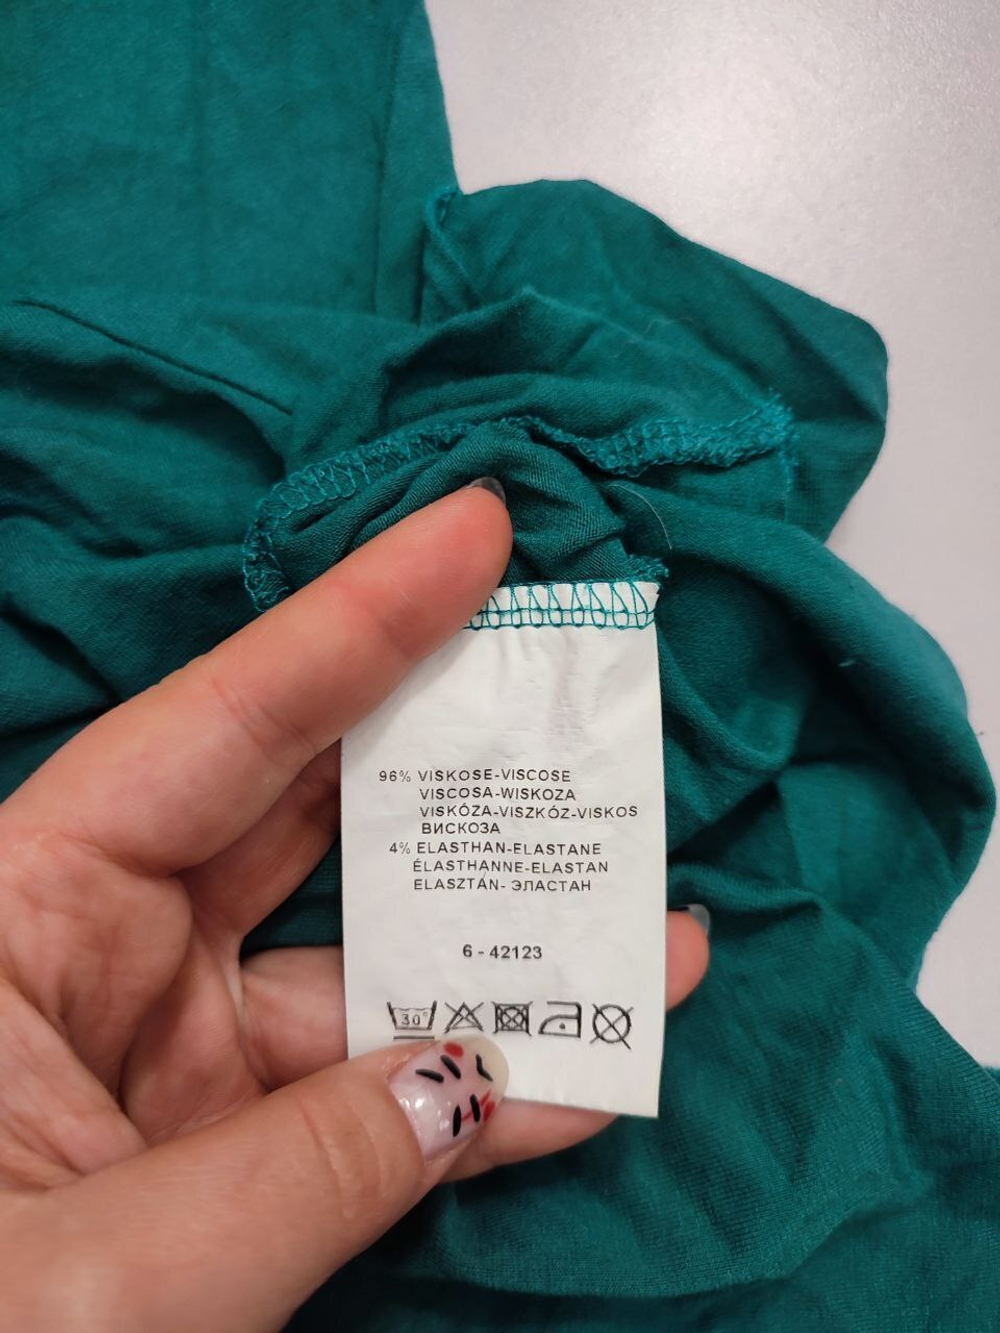 96% VISKOSE-VISCOSE
VISCOSA-WISKOZA
VISKÓZA-VISZKÓZ-VISKOS
ВИСКОЗА
4% ELASTHAN-ELASTANE
ÉLASTHANNE-ELASTAN
ELASZTÁN- ЭЛАСТАН
6 - 42123
30°